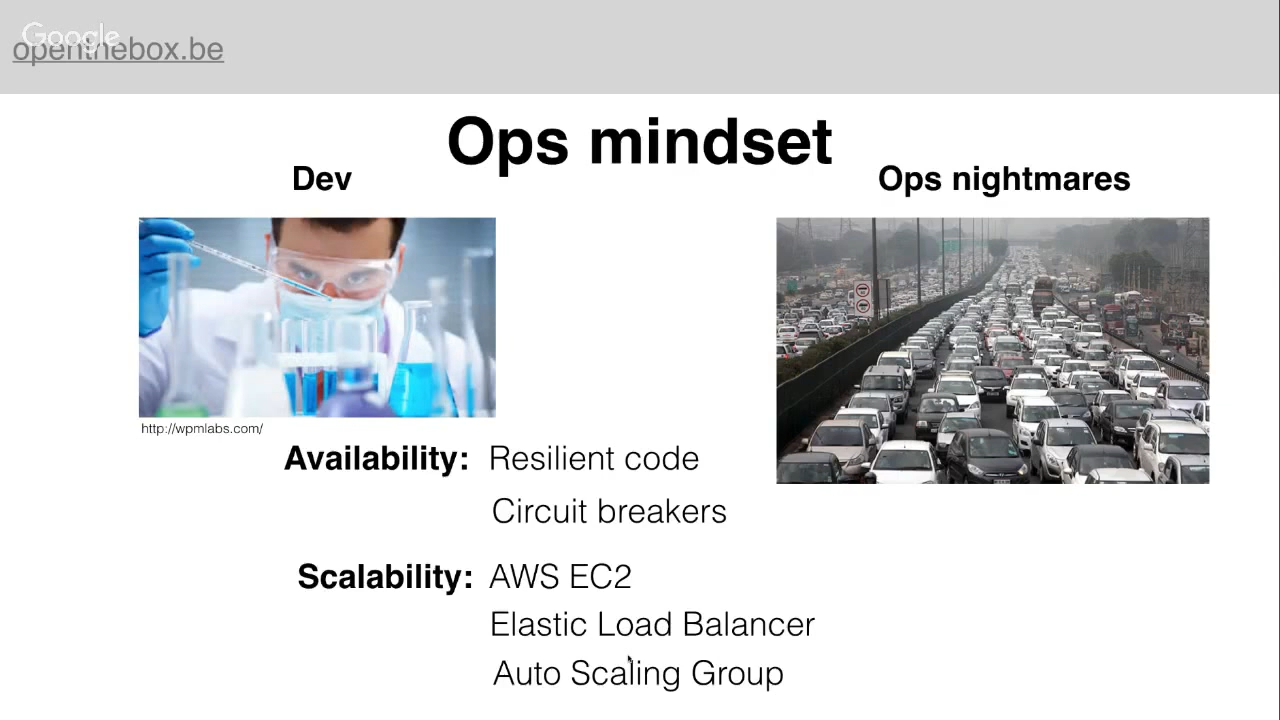 Google
openthebox.be
Ops mindset
Dev
Ops nightmares
http://wpmlabs.com/
Availability: Resilient code
Circuit breakers
Scalability: AWS EC2
Elastic Load Balancer
Auto Scaling Group